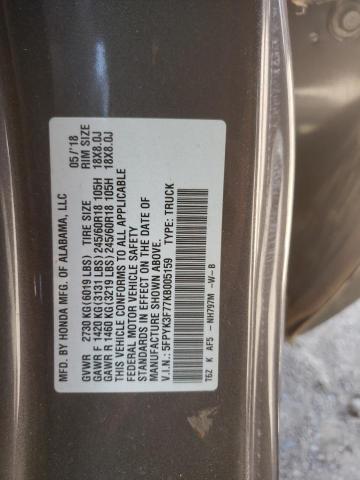 MFD. BY HONDA MFG. OF ALABAMA, LLC 05/'18
GVWR 2730 KG(6019 LBS) TIRE SIZE RIM SIZE
GAWR F 1420 KG(3131 LBS) 245/60R18 105H 18X8.0J
GAWR R 1460 KG(3219 LBS) 245/60R18 105H 18X8.0J
THIS VEHICLE CONFORMS TO ALL APPLICABLE
FEDERAL MOTOR VEHICLE SAFETY
STANDARDS IN EFFECT ON THE DATE OF
MANUFACTURE SHOWN ABOVE.
V.I.N.: 5FPYK3F77KB005159 TYPE: TRUCK
T6Z K AF5 - NH797M -W-B